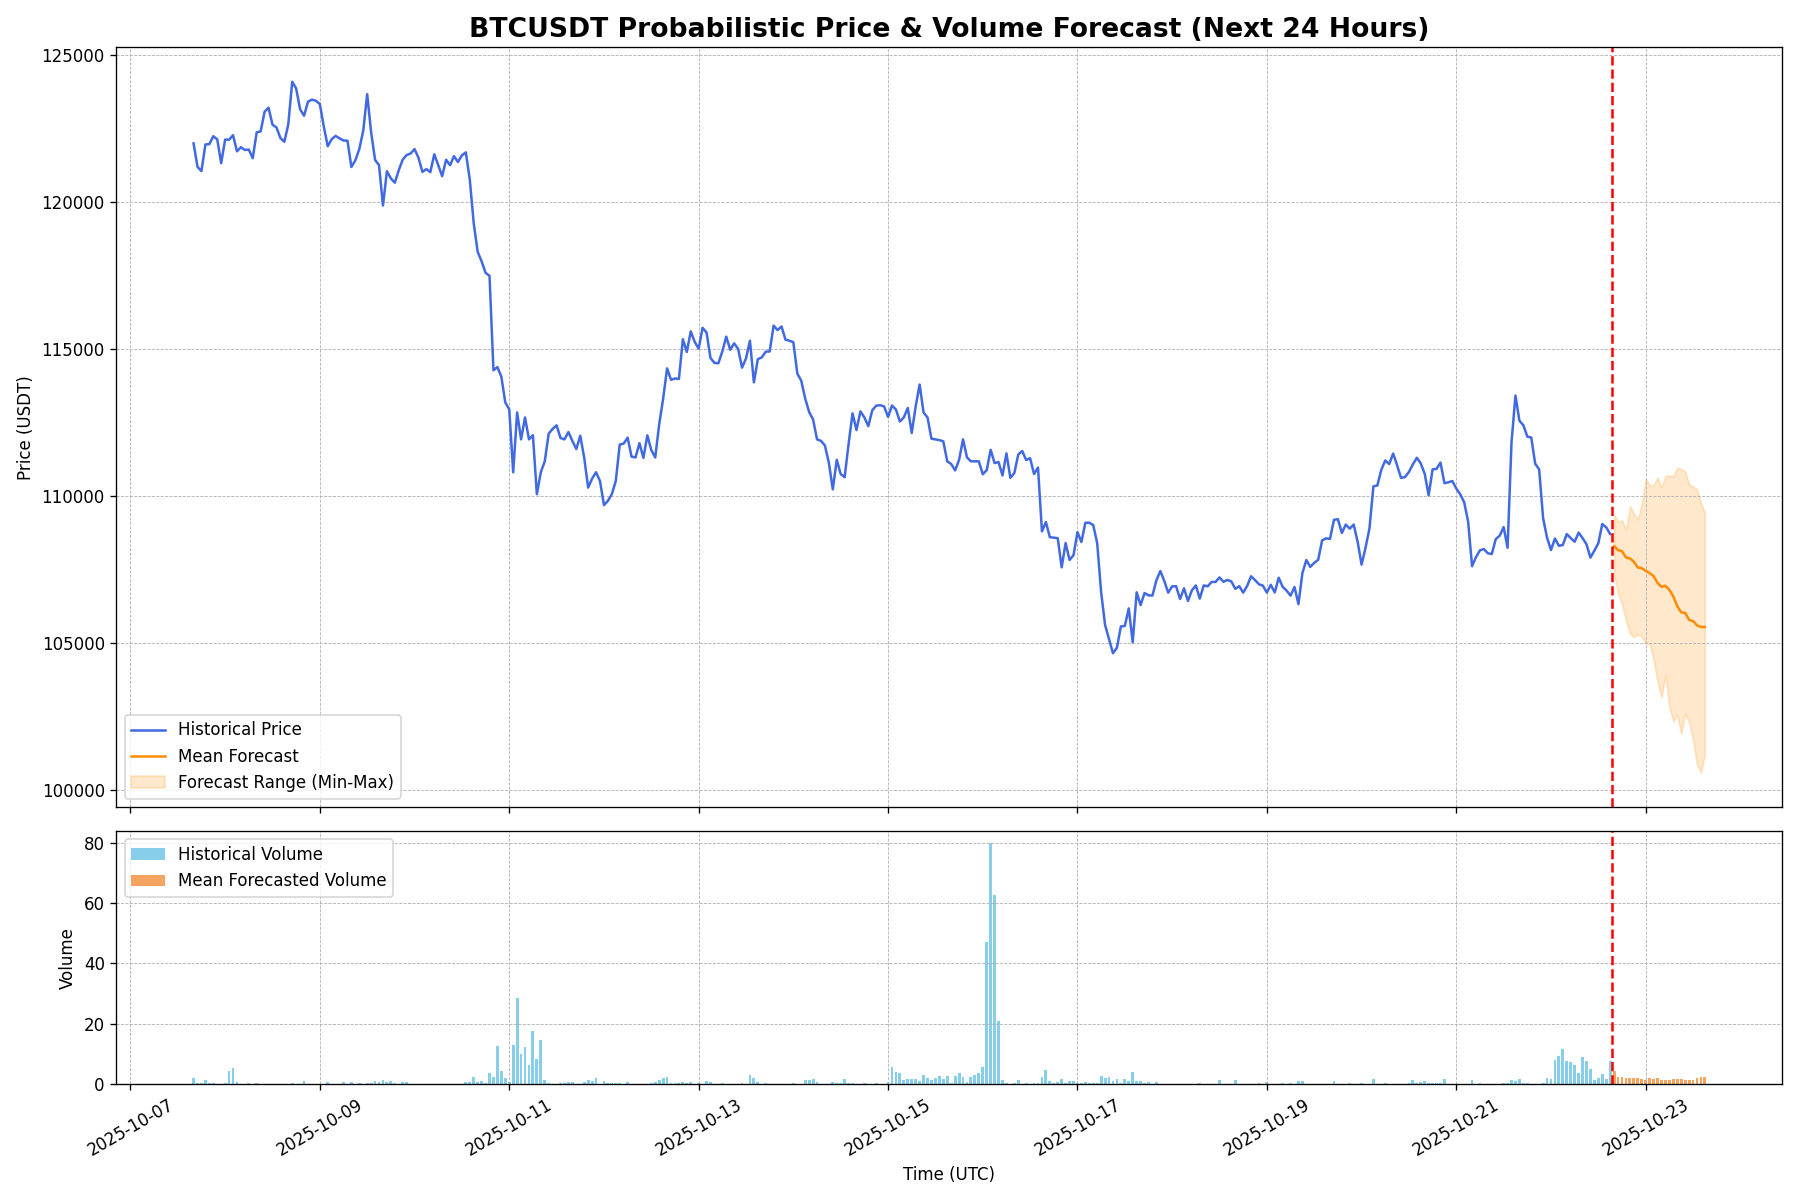 BTCUSDT Probabilistic Price & Volume Forecast (Next 24 Hours)
125000
120000
115000
110000
105000
100000
Price (USDT)
Historical Price
Mean Forecast
Forecast Range (Min-Max)
80
60
40
20
0
Volume
Historical Volume
Mean Forecasted Volume
2025-10-07
2025-10-09
2025-10-11
2025-10-13
2025-10-15
2025-10-17
2025-10-19
2025-10-21
2025-10-23
Time (UTC)